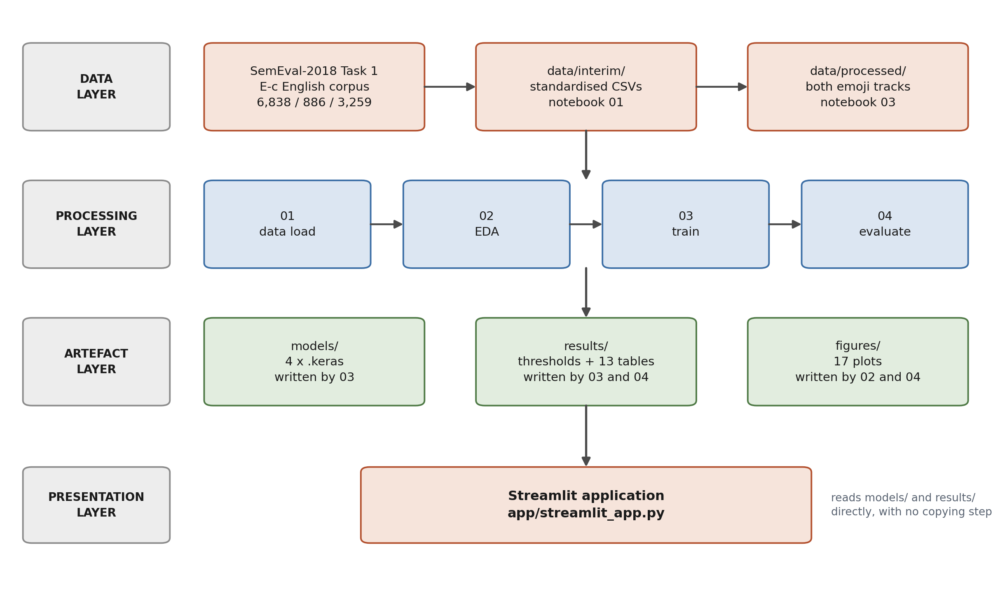 DATA
LAYER
SemEval-2018 Task 1
E-c English corpus
6,838 / 886 / 3,259
data/interim/
standardised CSVs
notebook 01
data/processed/
both emoji tracks
notebook 03
PROCESSING
LAYER
01
data load
02
EDA
03
train
04
evaluate
ARTEFACT
LAYER
models/
4 x .keras
written by 03
results/
thresholds + 13 tables
written by 03 and 04
figures/
17 plots
written by 02 and 04
PRESENTATION
LAYER
Streamlit application
app/streamlit_app.py
reads models/ and results/
directly, with no copying step